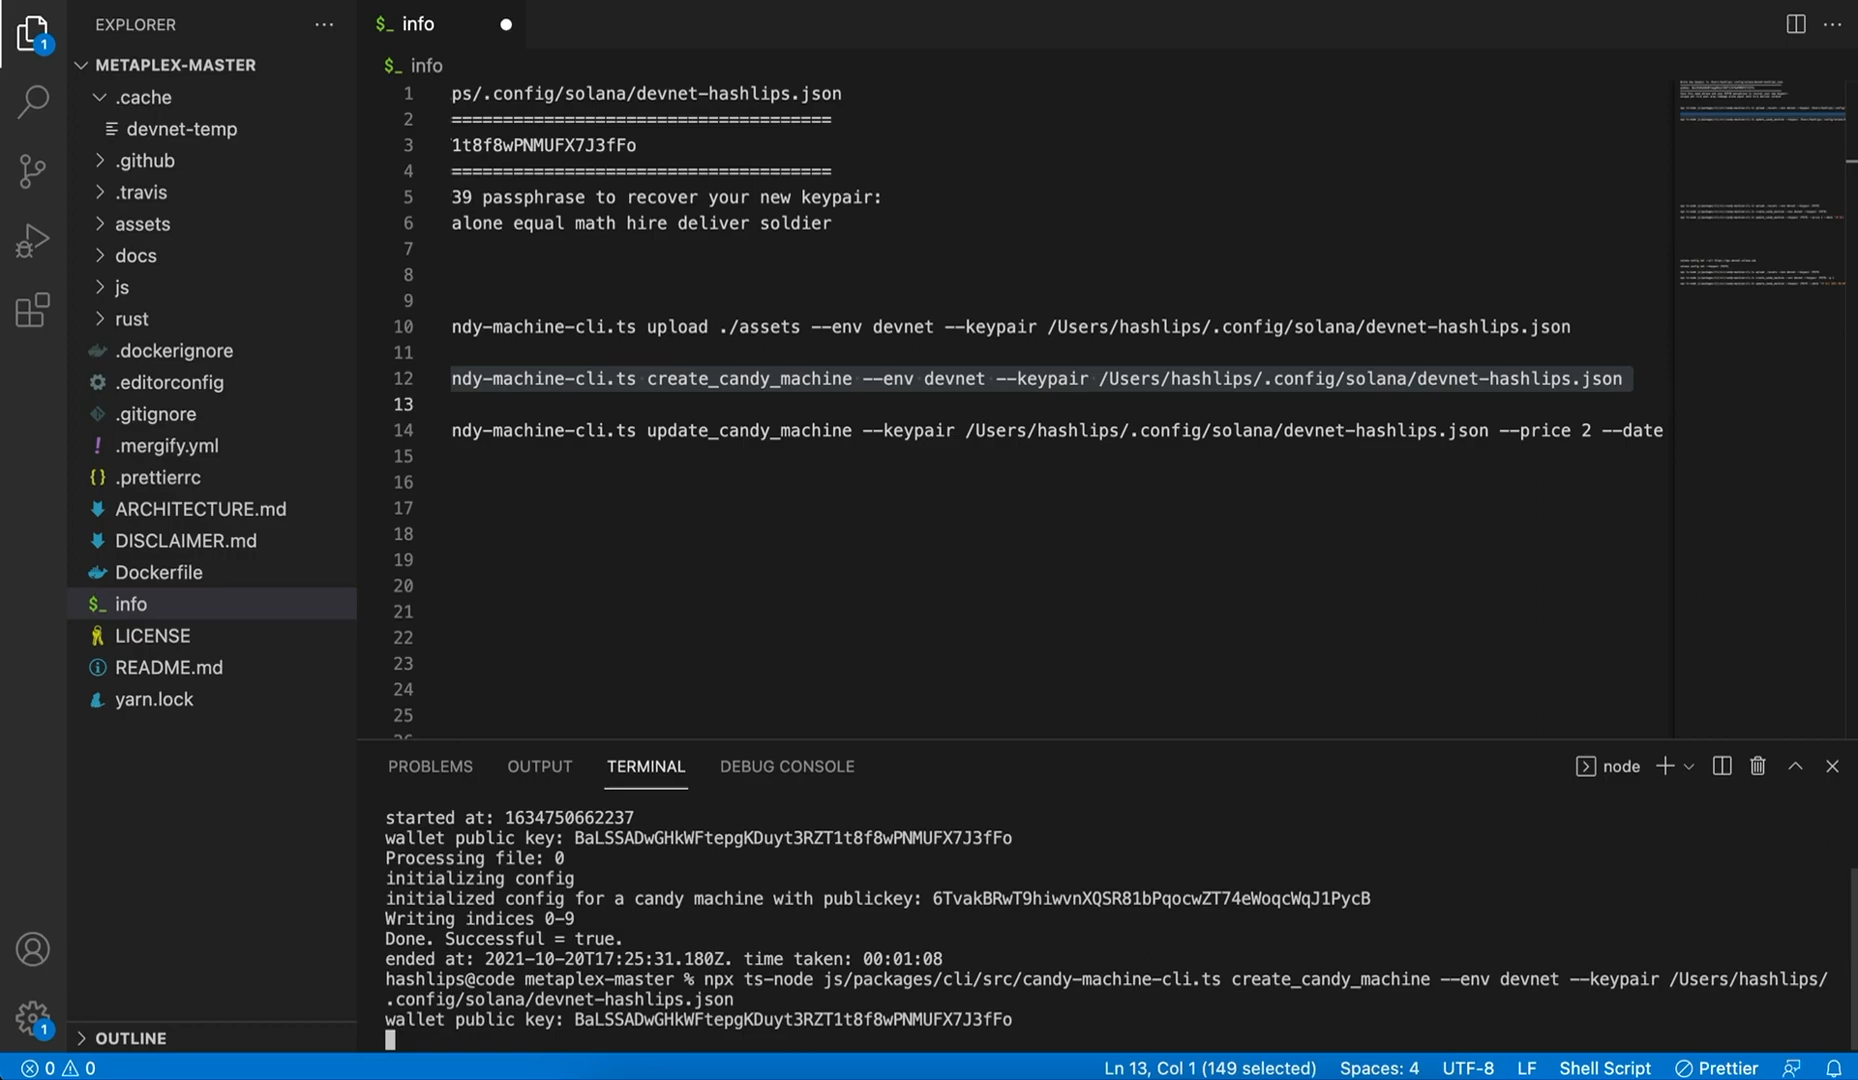 EXPLORER
METAPLEX-MASTER
.cache
devnet-temp
.github
.travis
assets
docs
js
rust
.dockerignore
.editorconfig
.gitignore
.mergify.yml
.prettierrc
ARCHITECTURE.md
DISCLAIMER.md
Dockerfile
info
LICENSE
README.md
yarn.lock
OUTLINE
$_ info
$_ info
1 ps/.config/solana/devnet-hashlips.json
2 =====================================
3 1t8f8wPNMUFX7J3fFo
4 =====================================
5 39 passphrase to recover your new keypair:
6 alone equal math hire deliver soldier
7
8
9
10 ndy-machine-cli.ts upload ./assets --env devnet --keypair /Users/hashlips/.config/solana/devnet-hashlips.json
11
12 ndy-machine-cli.ts create_candy_machine --env devnet --keypair /Users/hashlips/.config/solana/devnet-hashlips.json
13
14 ndy-machine-cli.ts update_candy_machine --keypair /Users/hashlips/.config/solana/devnet-hashlips.json --price 2 --date
15
16
17
18
19
20
21
22
23
24
25
PROBLEMS OUTPUT TERMINAL DEBUG CONSOLE
node
started at: 1634750662237
wallet public key: BaLSSADwGHkWFtepgKDuyt3RZT1t8f8wPNMUFX7J3fFo
Processing file: 0
initializing config
initialized config for a candy machine with publickey: 6TvakBRwT9hiwvnXQSR81bPqocwZT74eWoqcWqJ1PycB
Writing indices 0-9
Done. Successful = true.
ended at: 2021-10-20T17:25:31.180Z. time taken: 00:01:08
hashlips@code metaplex-master % npx ts-node js/packages/cli/src/candy-machine-cli.ts create_candy_machine --env devnet --keypair /Users/hashlips/
.config/solana/devnet-hashlips.json
wallet public key: BaLSSADwGHkWFtepgKDuyt3RZT1t8f8wPNMUFX7J3fFo
0 0 Ln 13, Col 1 (149 selected) Spaces: 4 UTF-8 LF Shell Script Prettier
1
1